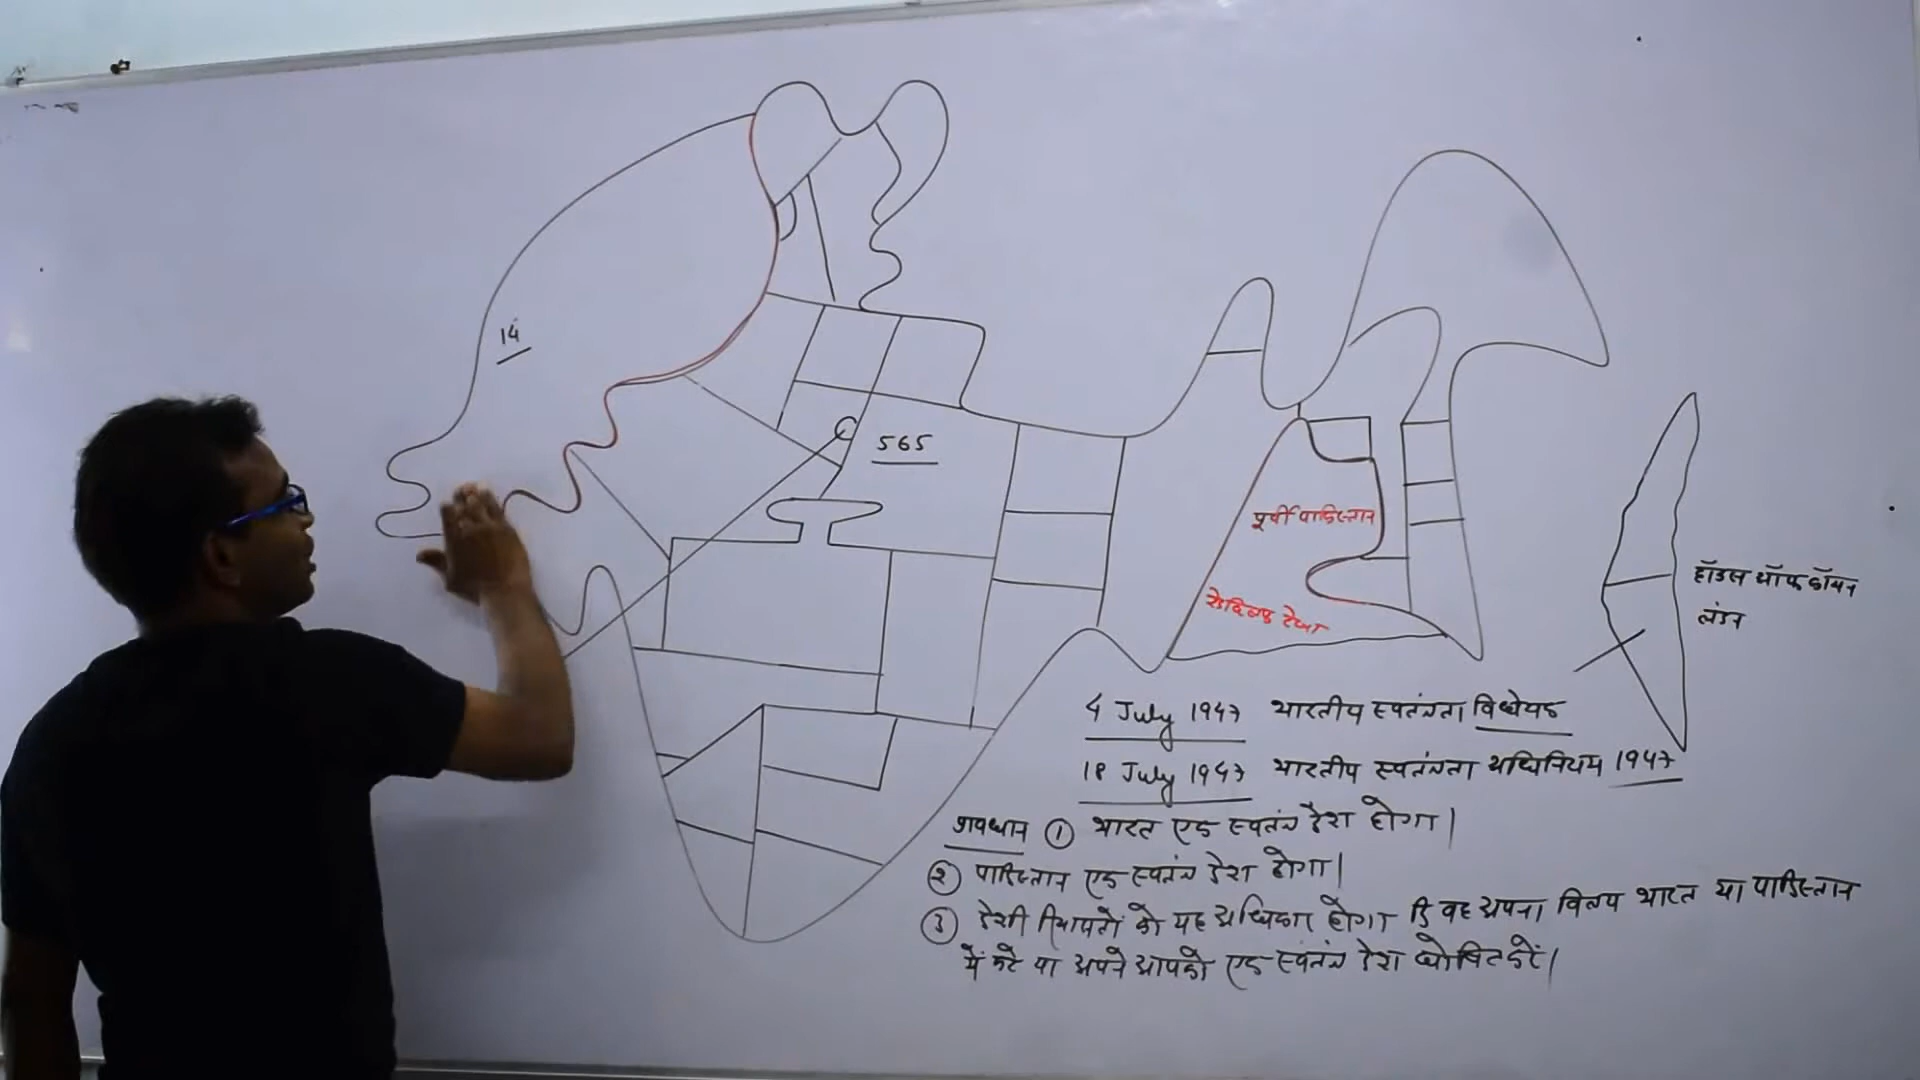 14
565
पूर्वी पाकिस्तान
रेडक्लिफ रेखा
हॉउस ऑफ कॉमन
लंडन
4 July 1947 भारतीय स्वतंत्रता विधेयक
18 July 1947 भारतीय स्वतंत्रता अधिनियम 1947
प्रावधान ① भारत एक स्वतंत्र देश होगा।
② पाकिस्तान एक स्वतंत्र देश होगा।
③ देशी रियासतों को यह अधिकार होगा कि वह अपना विलय भारत या पाकिस्तान
में करे या अपने आपको एक स्वतंत्र देश घोषित करें।